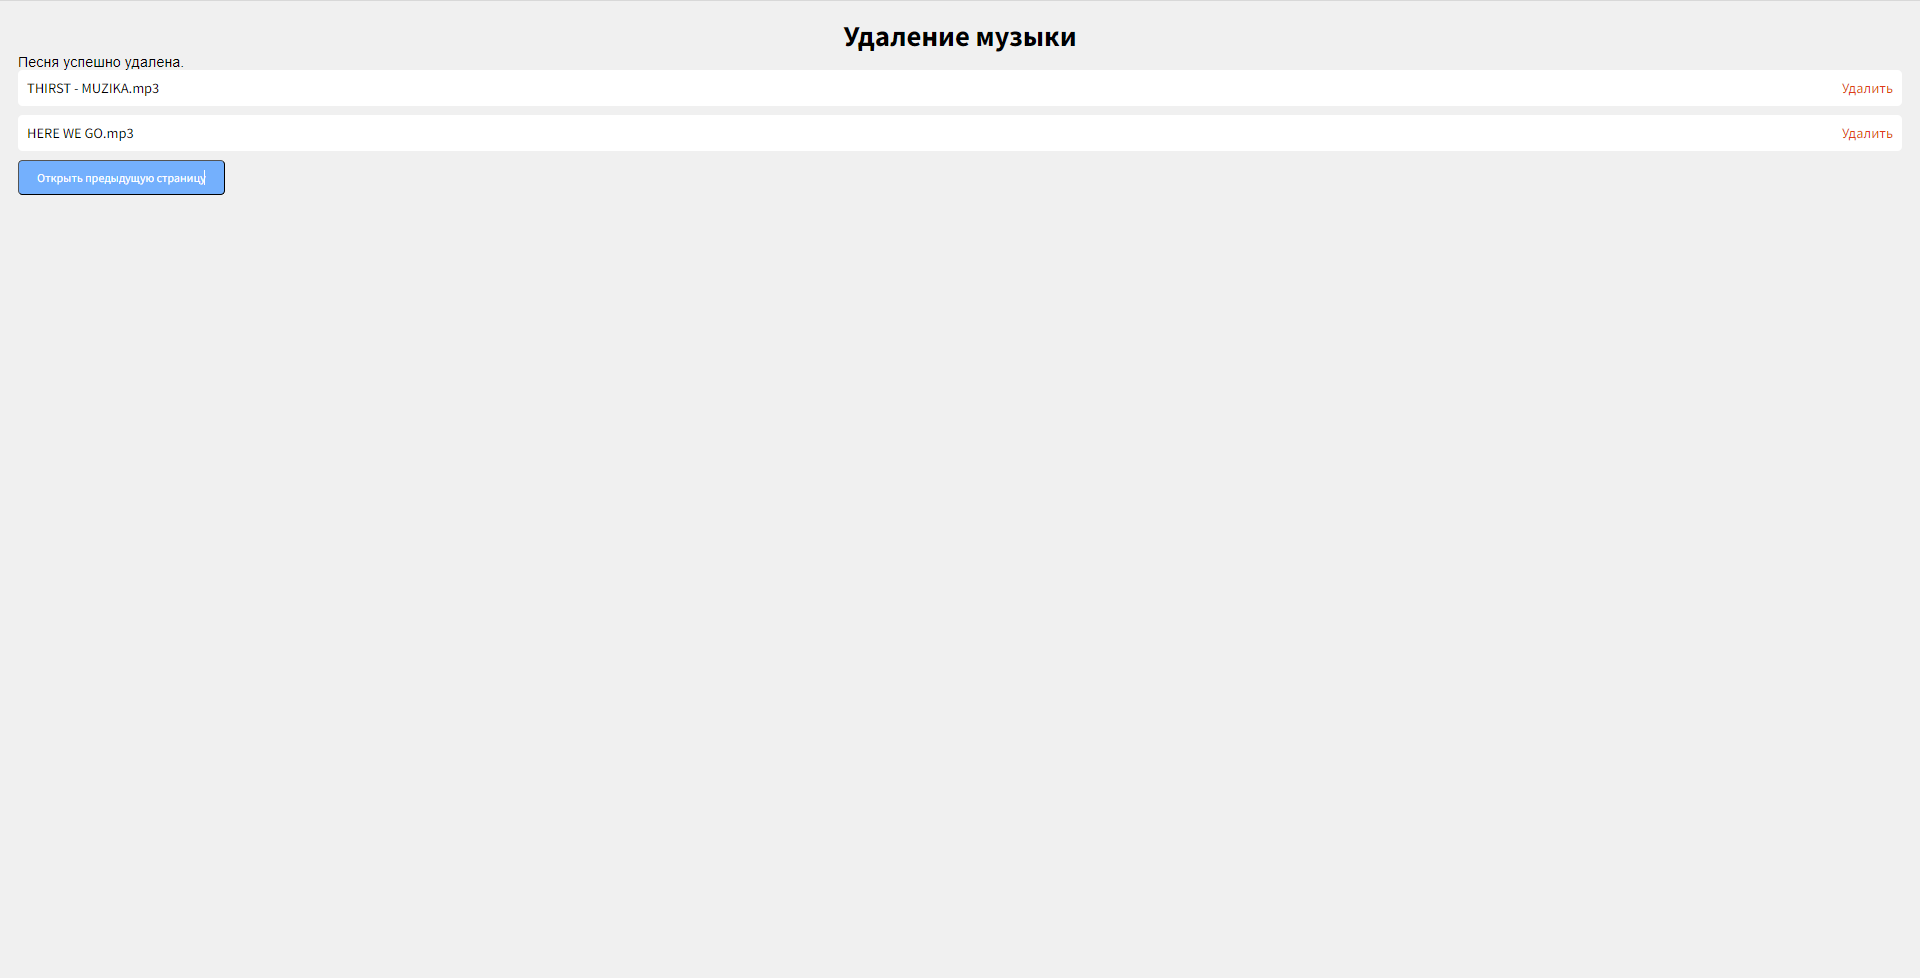 Удаление музыки
Песня успешно удалена.
THIRST - MUZIKA.mp3 Удалить
HERE WE GO.mp3 Удалить
Открыть предыдущую страницу